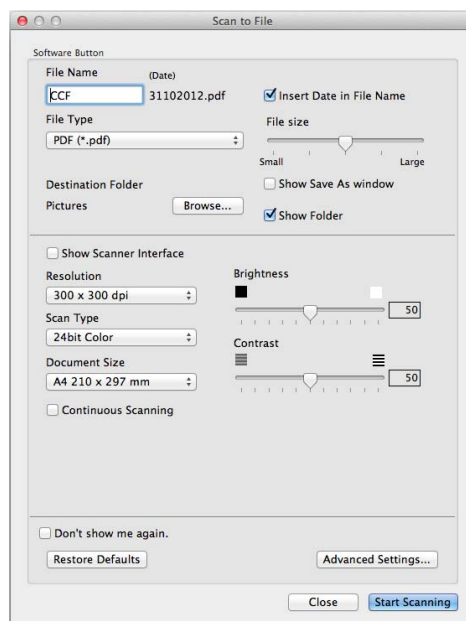 Scan to File
Software Button
File Name (Date)
CCF 31102012.pdf Insert Date in File Name
File Type File size
PDF (*.pdf)
Small Large
Destination Folder Show Save As window
Pictures Browse... Show Folder
Show Scanner Interface
Resolution Brightness
300 x 300 dpi 50
Scan Type
24bit Color Contrast
Document Size
A4 210 x 297 mm 50
Continuous Scanning
Don't show me again.
Restore Defaults Advanced Settings...
Close Start Scanning